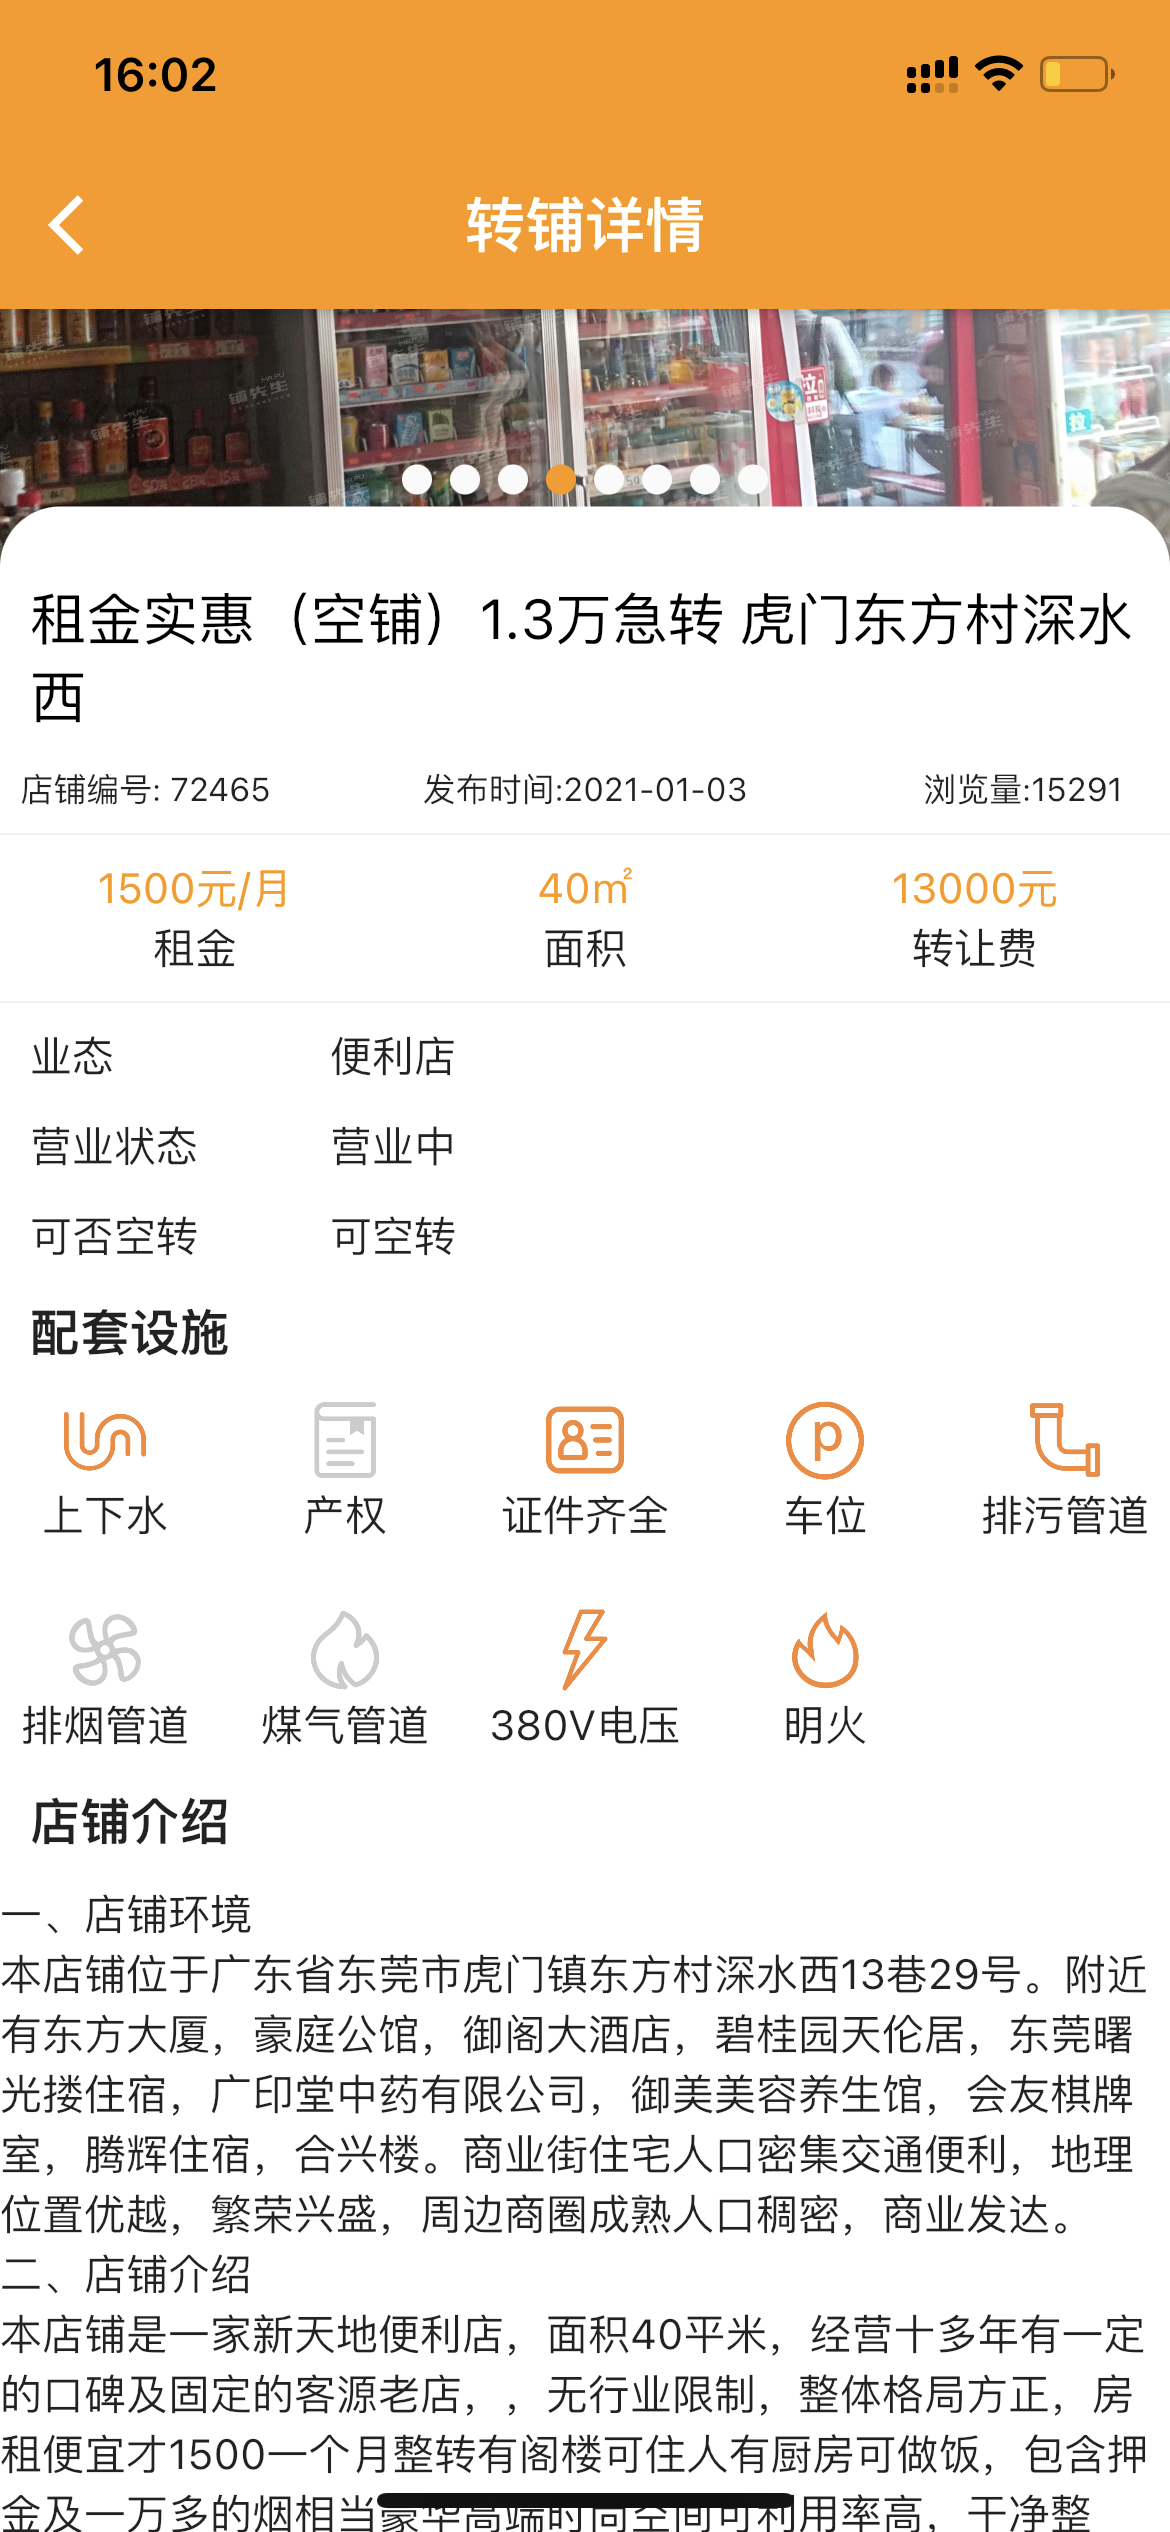 16:02
转铺详情
铺先生
租金实惠（空铺）1.3万急转 虎门东方村深水
西
店铺编号: 72465 发布时间:2021-01-03 浏览量:15291
1500元/月 40㎡ 13000元
租金 面积 转让费
业态 便利店
营业状态 营业中
可否空转 可空转
配套设施
上下水 产权 证件齐全 车位 排污管道
排烟管道 煤气管道 380V电压 明火
店铺介绍
一、店铺环境
本店铺位于广东省东莞市虎门镇东方村深水西13巷29号。附近
有东方大厦，豪庭公馆，御阁大酒店，碧桂园天伦居，东莞曙
光搂住宿，广印堂中药有限公司，御美美容养生馆，会友棋牌
室，腾辉住宿，合兴楼。商业街住宅人口密集交通便利，地理
位置优越，繁荣兴盛，周边商圈成熟人口稠密，商业发达。
二、店铺介绍
本店铺是一家新天地便利店，面积40平米，经营十多年有一定
的口碑及固定的客源老店，，无行业限制，整体格局方正，房
租便宜才1500一个月整转有阁楼可住人有厨房可做饭，包含押
金及一万多的烟相当豪华高端时尚空间可利用率高，干净整